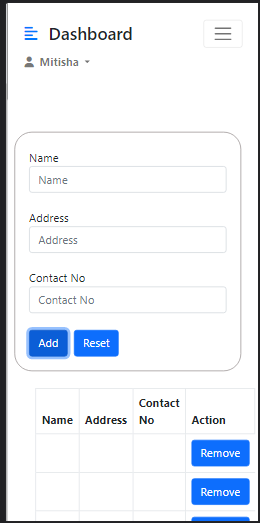 Dashboard
Mitisha
Name
Name
Address
Address
Contact No
Contact No
Add Reset
Name Address Contact No Action
Remove
Remove